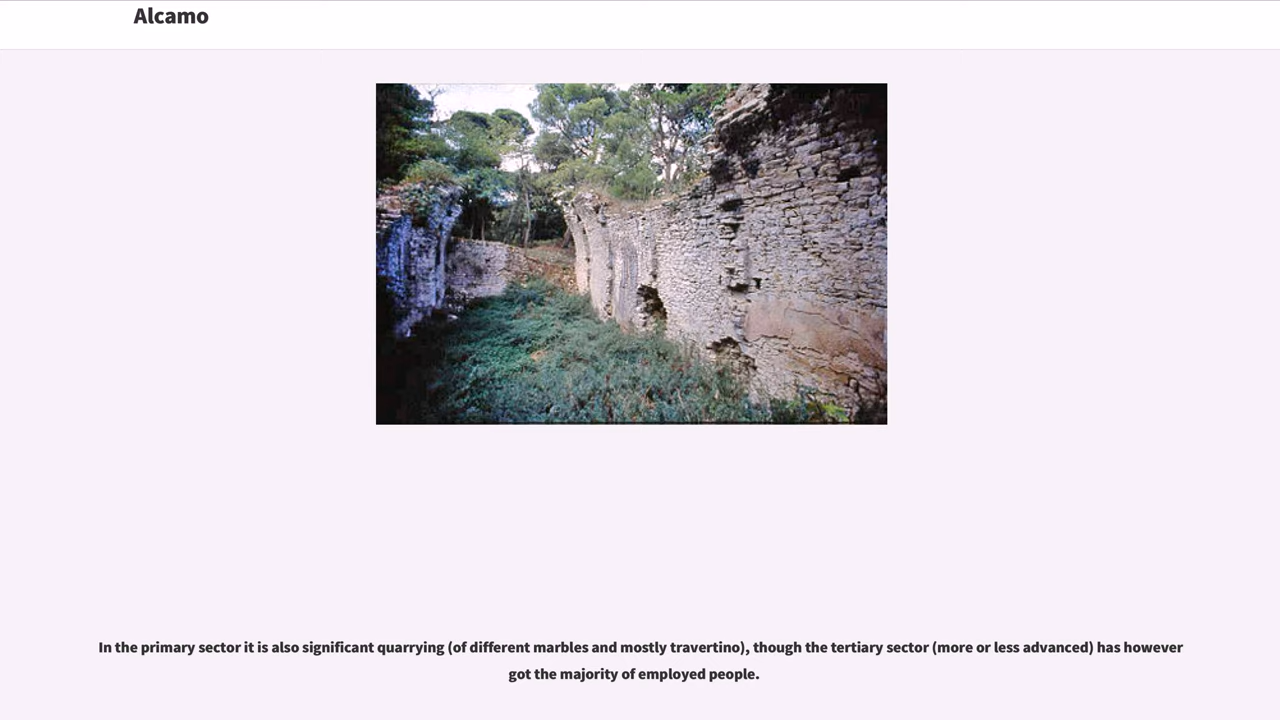 Alcamo
In the primary sector it is also significant quarrying (of different marbles and mostly travertino), though the tertiary sector (more or less advanced) has however
got the majority of employed people.